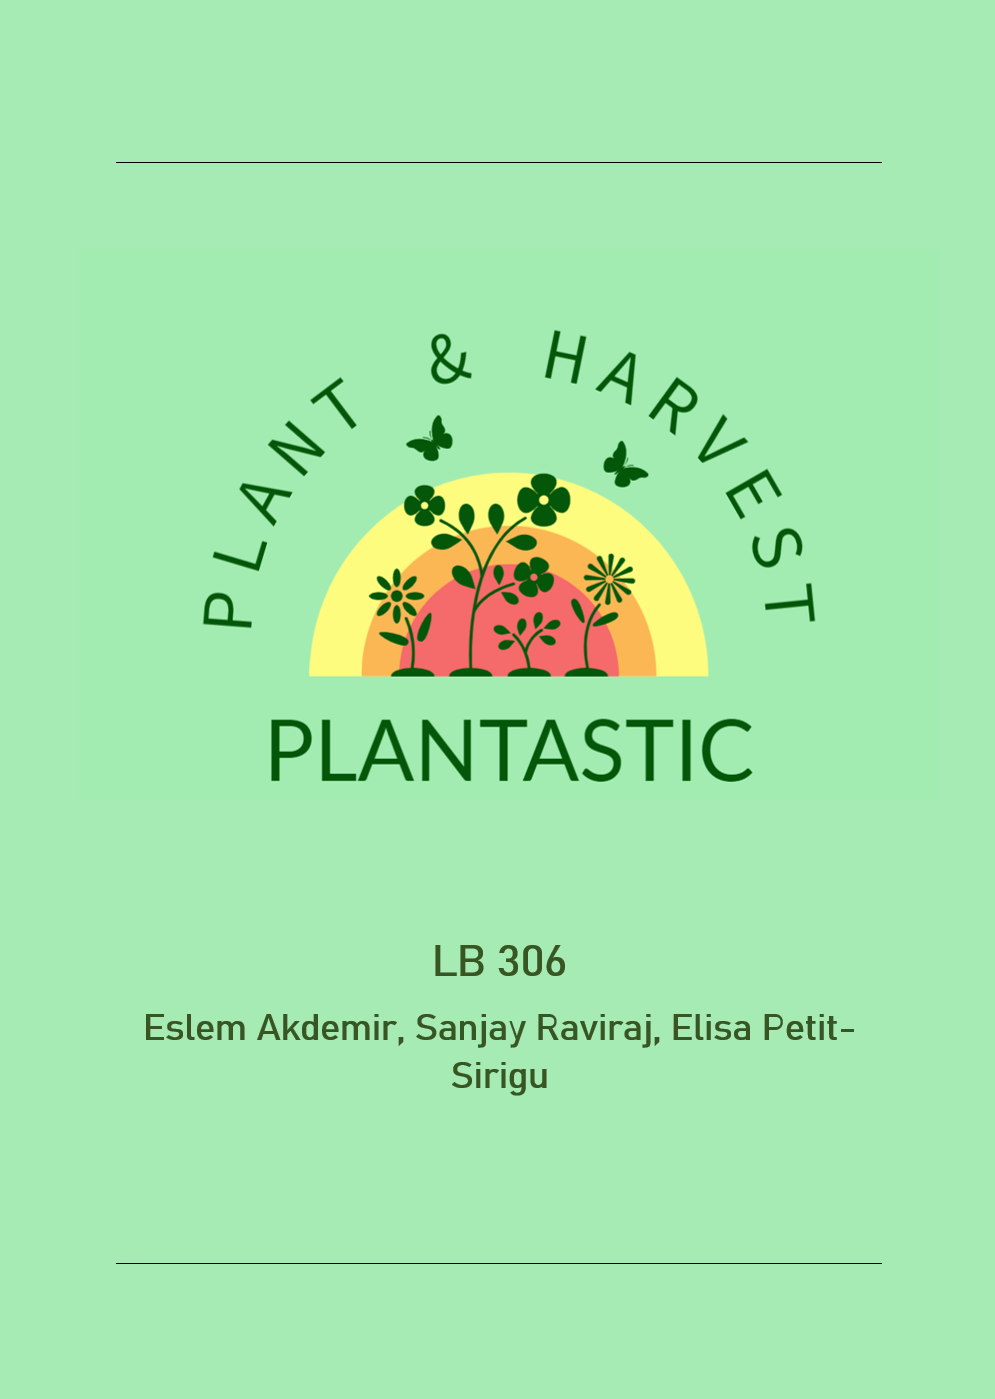 PLANT & HARVEST
PLANTASTIC
LB 306
Eslem Akdemir, Sanjay Raviraj, Elisa Petit-
Sirigu